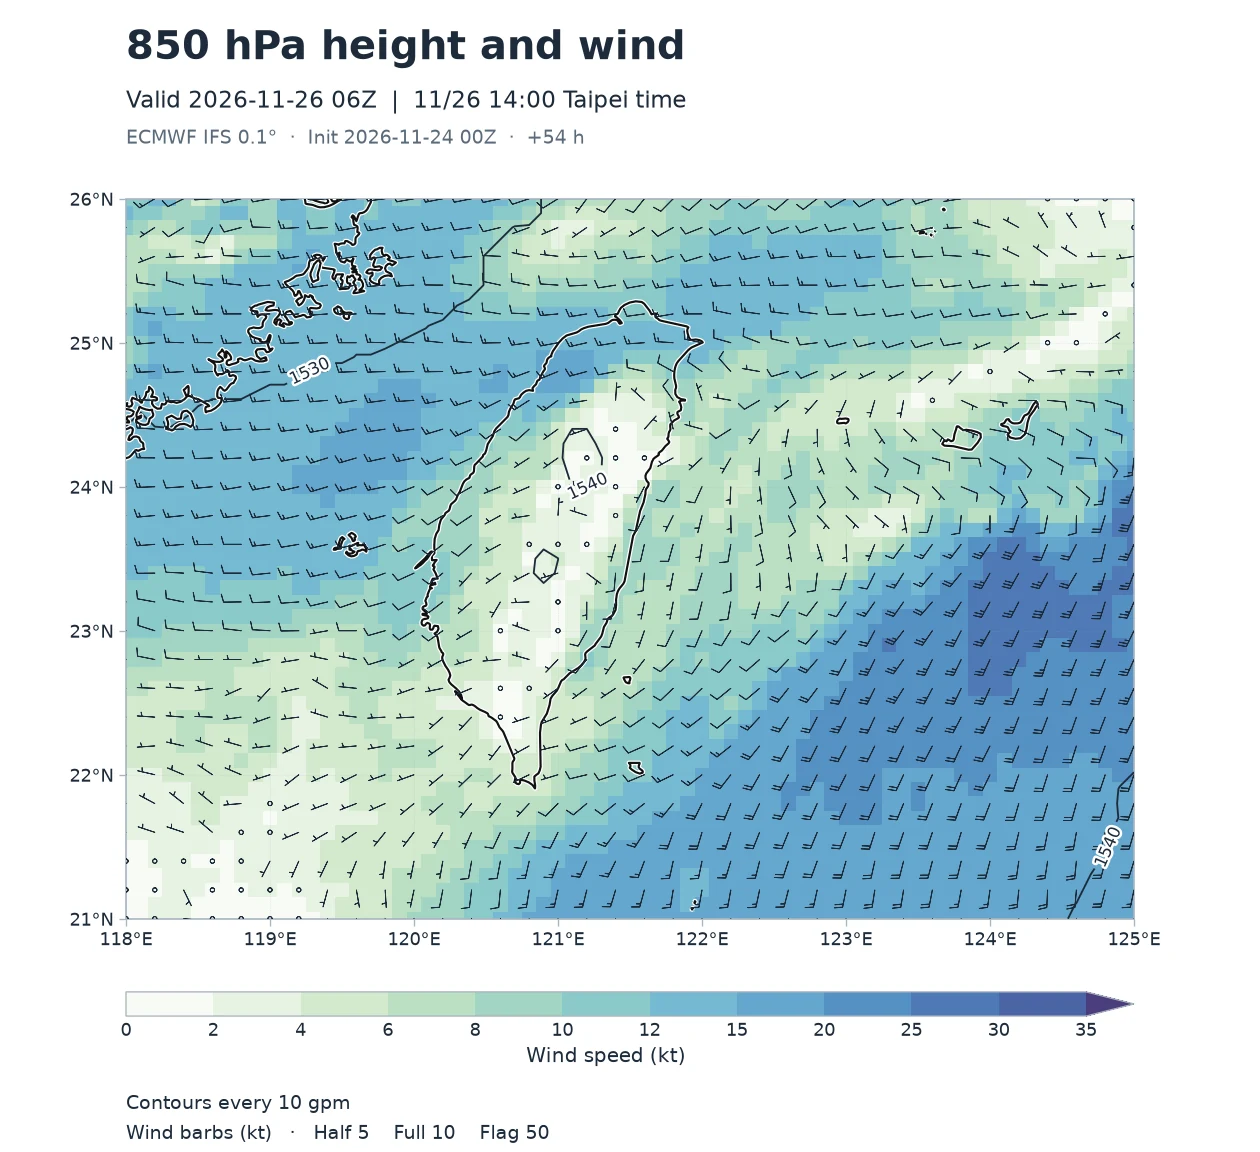 850 hPa height and wind
Valid 2026-11-26 06Z | 11/26 14:00 Taipei time
ECMWF IFS 0.1° · Init 2026-11-24 00Z · +54 h
26°N
25°N
24°N
23°N
22°N
21°N
1530
1540
1540
118°E 119°E 120°E 121°E 122°E 123°E 124°E 125°E
0 2 4 6 8 10 12 15 20 25 30 35
Wind speed (kt)
Contours every 10 gpm
Wind barbs (kt) · Half 5 Full 10 Flag 50